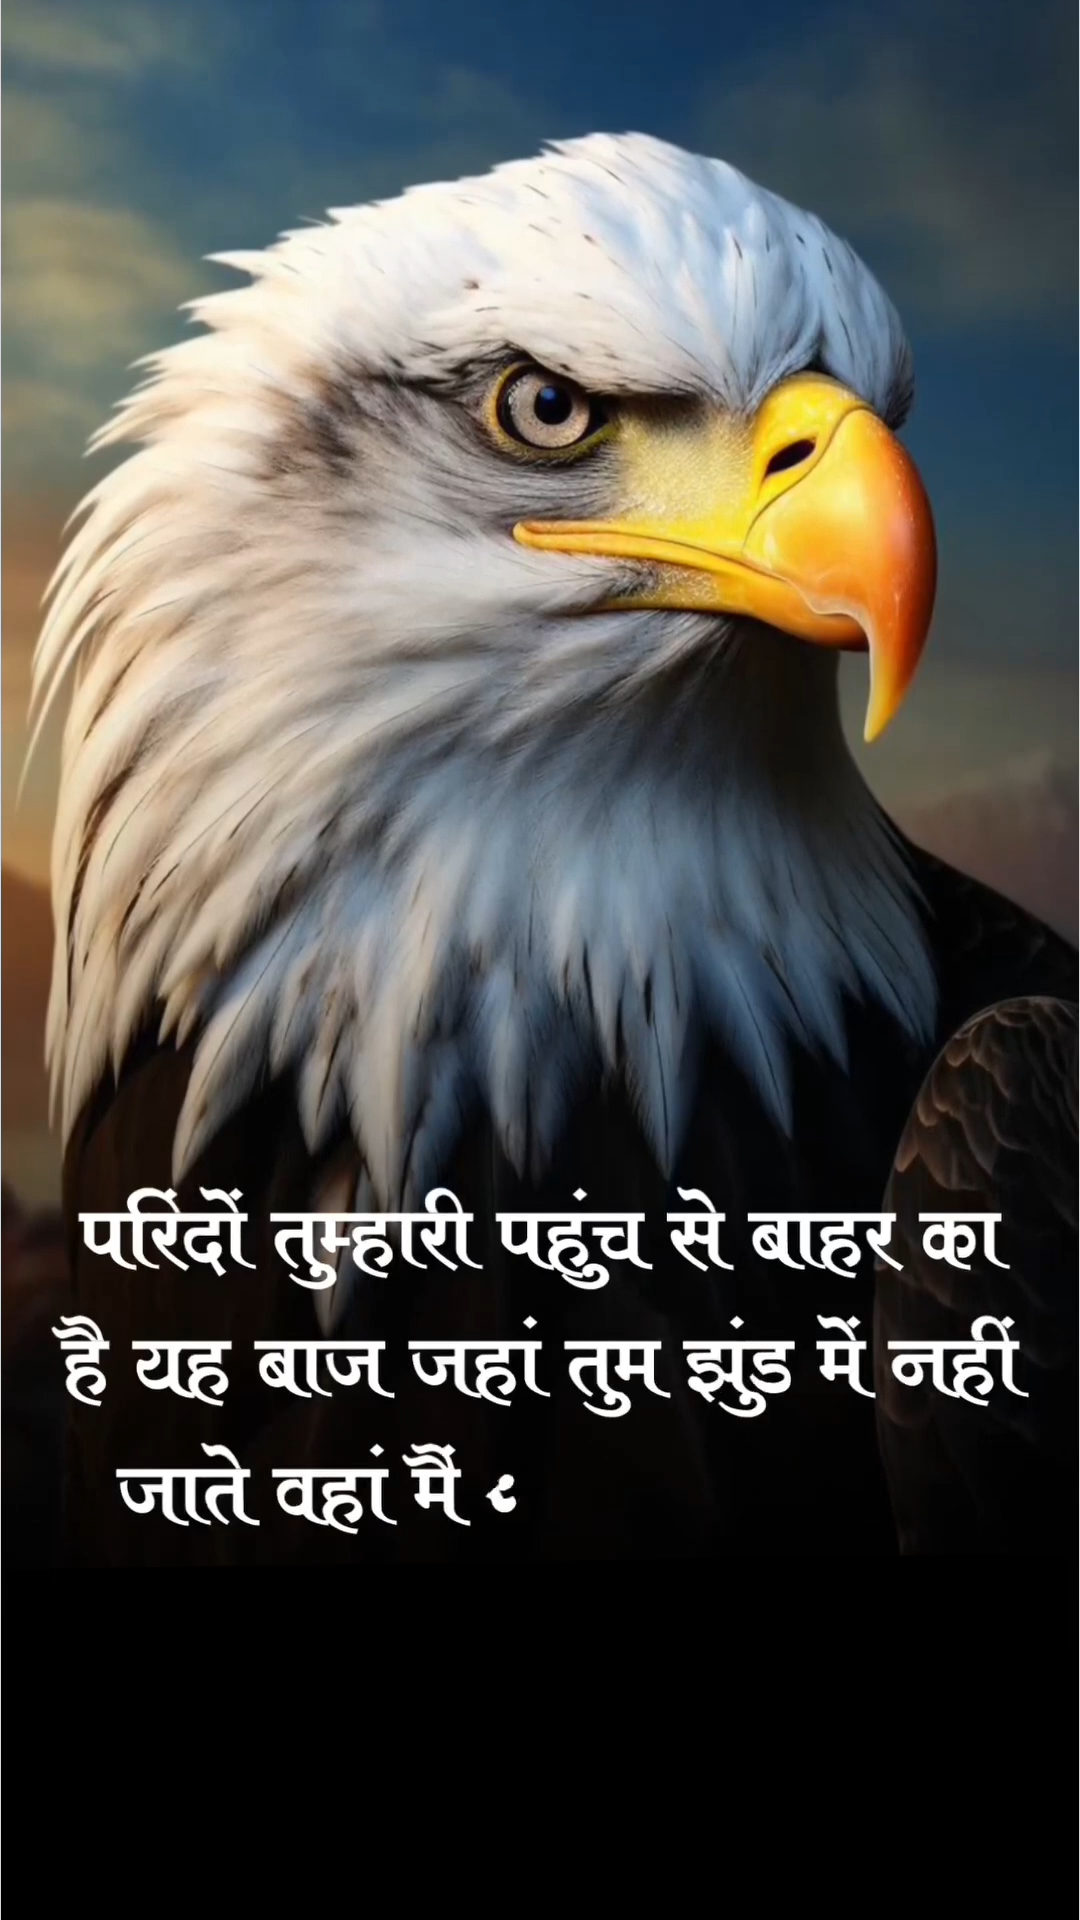 परिंदों तुम्हारी पहुंच से बाहर का
है यह बाज जहां तुम झुंड में नहीं
जाते वहां मैं